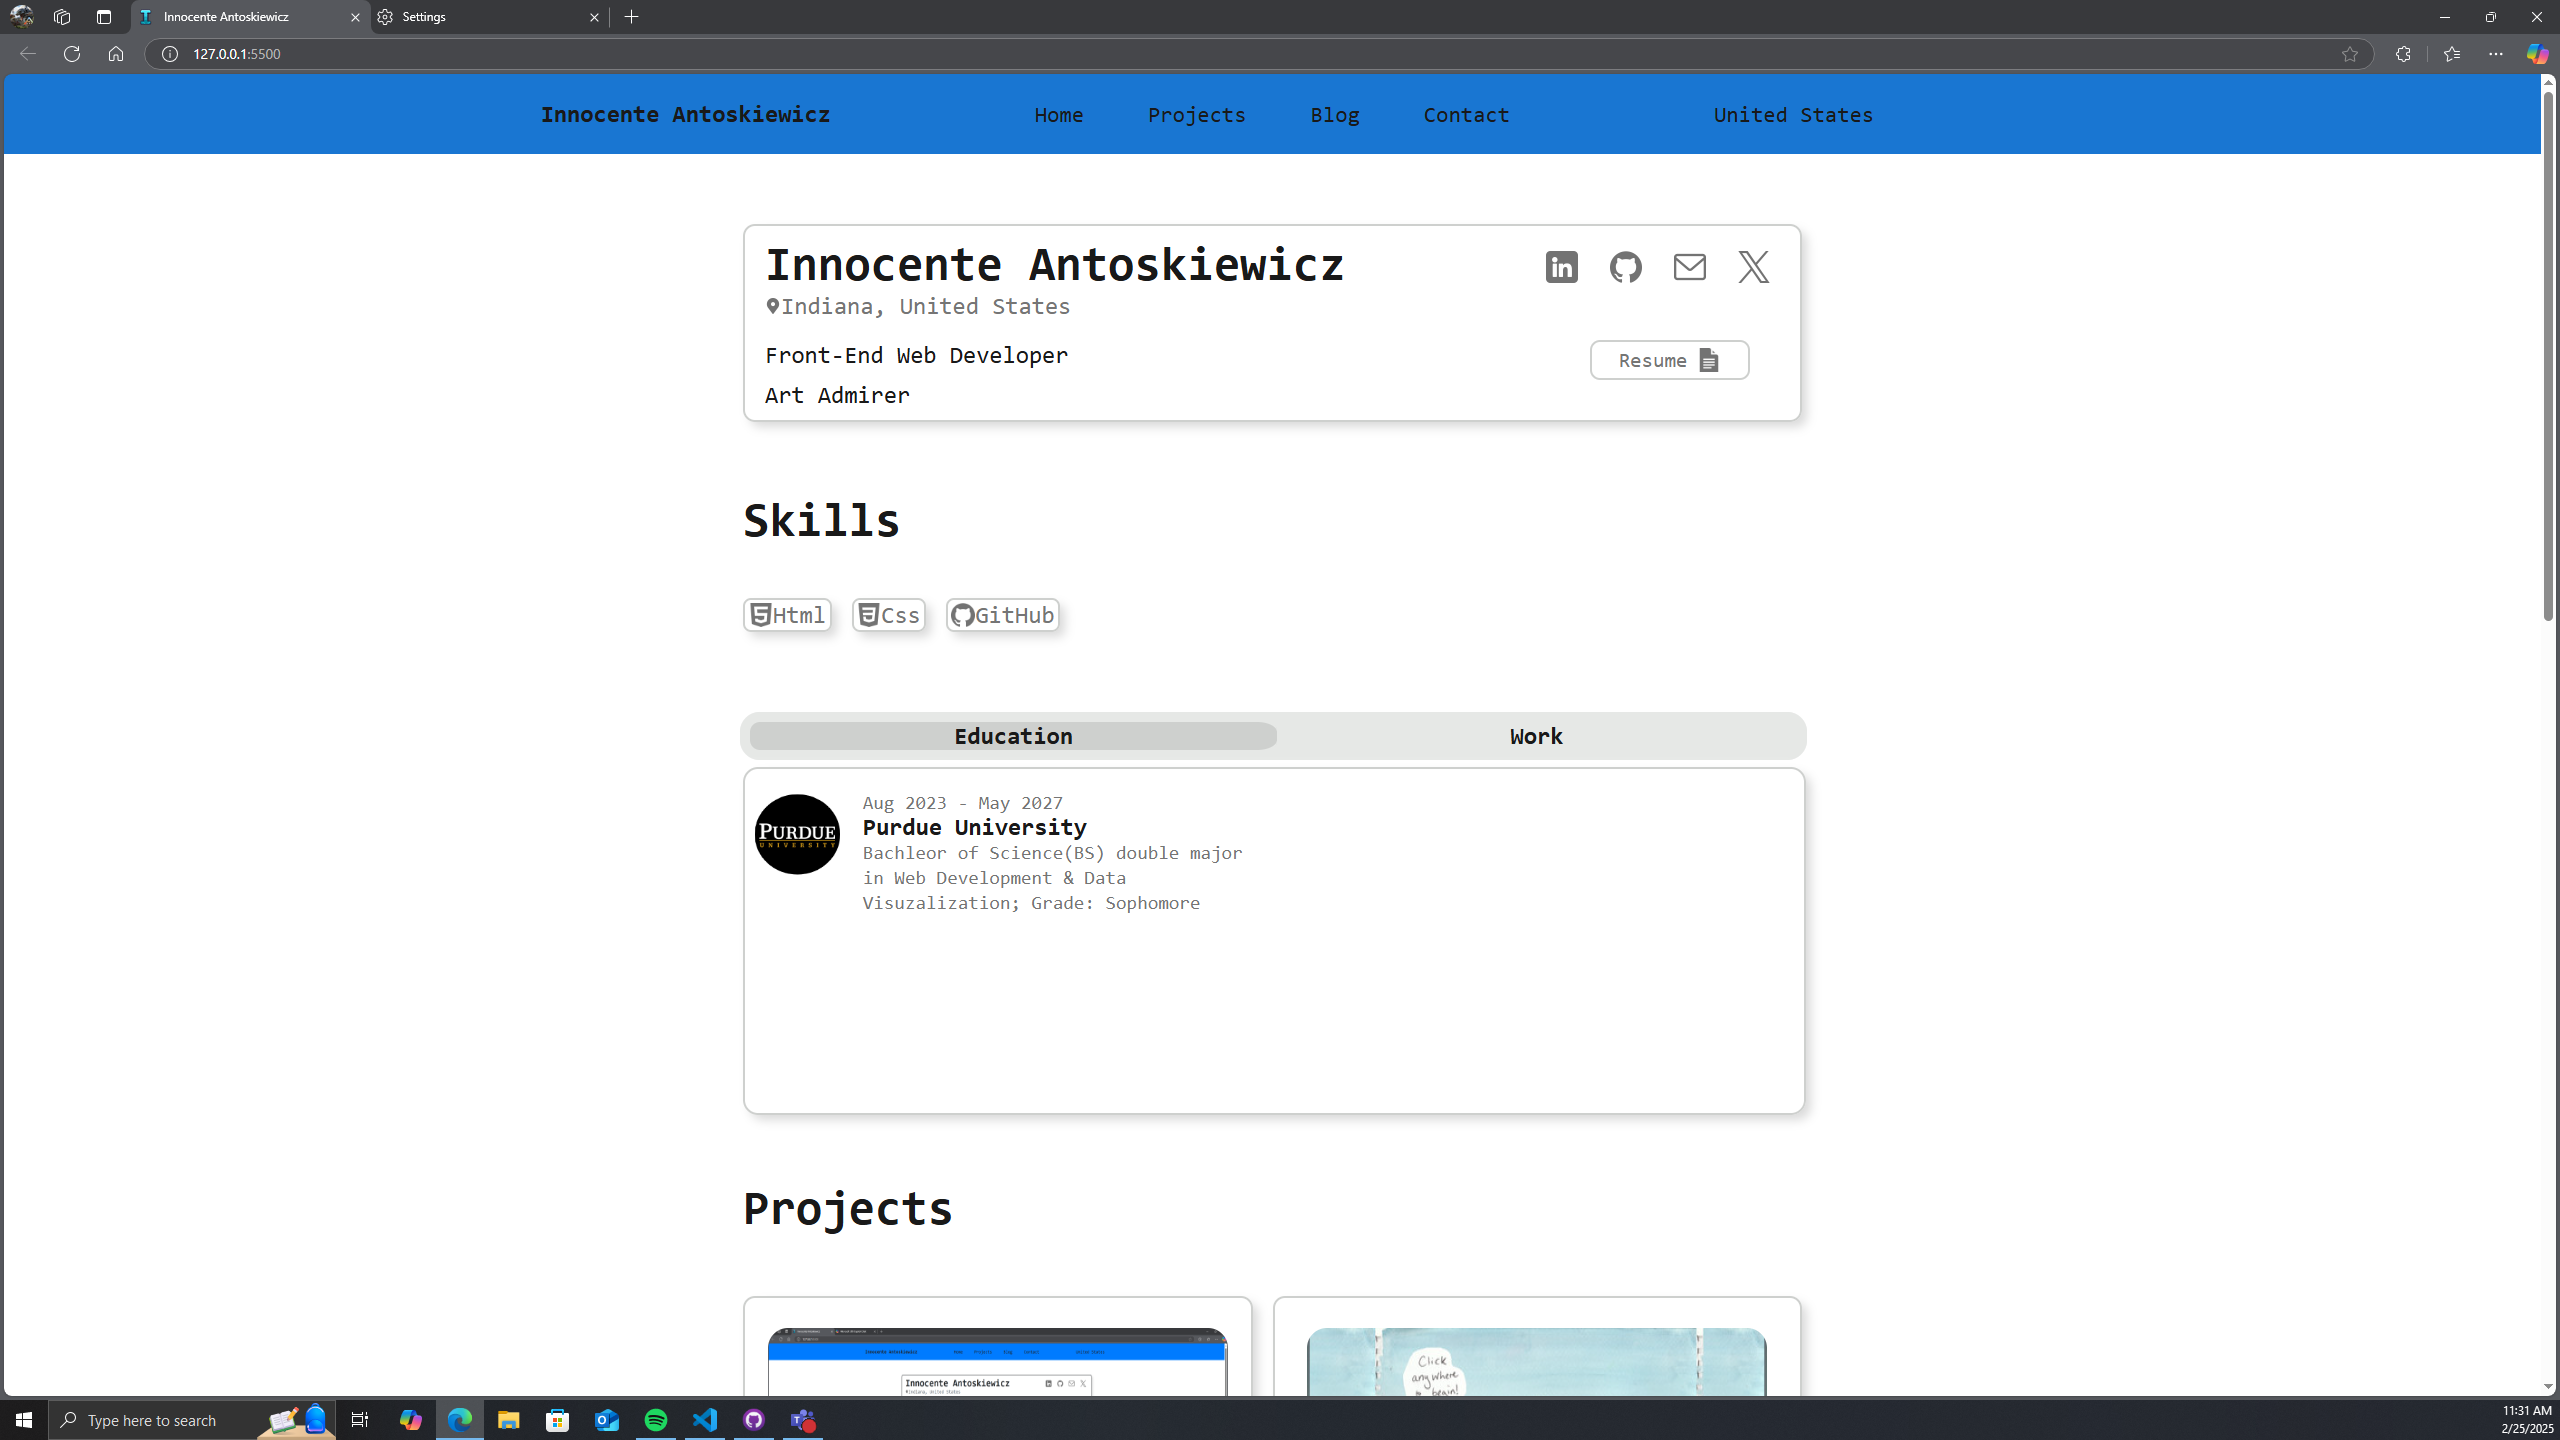 Innocente Antoskiewicz
Settings
127.0.0.1:5500
Innocente Antoskiewicz Home Projects Blog Contact United States
Innocente Antoskiewicz
Indiana, United States
Front-End Web Developer
Resume
Art Admirer
Skills
Html Css GitHub
Education Work
PURDUE
UNIVERSITY
Aug 2023 - May 2027
Purdue University
Bachleor of Science(BS) double major
in Web Development & Data
Visuzalization; Grade: Sophomore
Projects
Innocente Antoskiewicz
Indiana, United States
Click
anywhere
to begin!
Type here to search
11:31 AM
2/25/2025